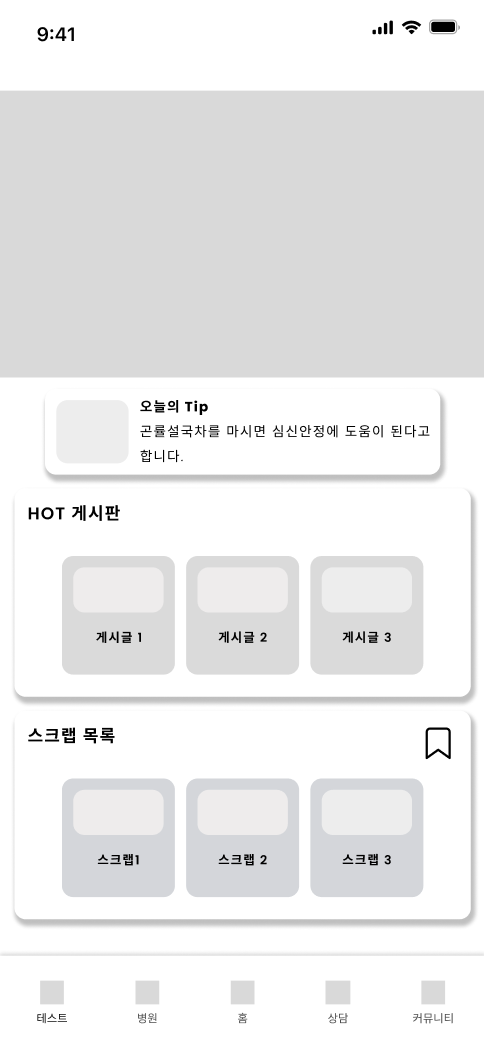 9:41
오늘의 Tip
곤률설국차를 마시면 심신안정에 도움이 된다고
합니다.
HOT 게시판
게시글 1
게시글 2
게시글 3
스크랩 목록
스크랩1
스크랩 2
스크랩 3
테스트
병원
홈
상담
커뮤니티